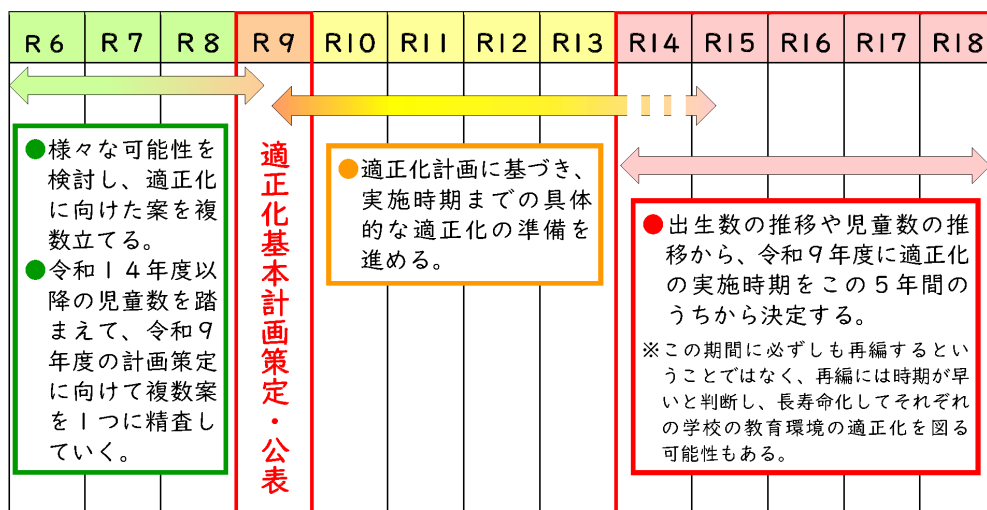 R6 R7 R8 R9 R10 R11 R12 R13 R14 R15 R16 R17 R18
●様々な可能性を
検討し、適正化
に向けた案を複
数立てる。
●令和14年度以
降の児童数を踏
まえて、令和9
年度の計画策定
に向けて複数案
を1つに精査し
ていく。
適正化基本計画策定・公表
●適正化計画に基づき、
実施時期までの具体
的な適正化の準備を
進める。
●出生数の推移や児童数の推
移から、令和9年度に適正化
の実施時期をこの5年間の
うちから決定する。
※この期間に必ずしも再編するとい
うことではなく、再編には時期が早
いと判断し、長寿命化してそれぞれ
の学校の教育環境の適正化を図る
可能性もある。